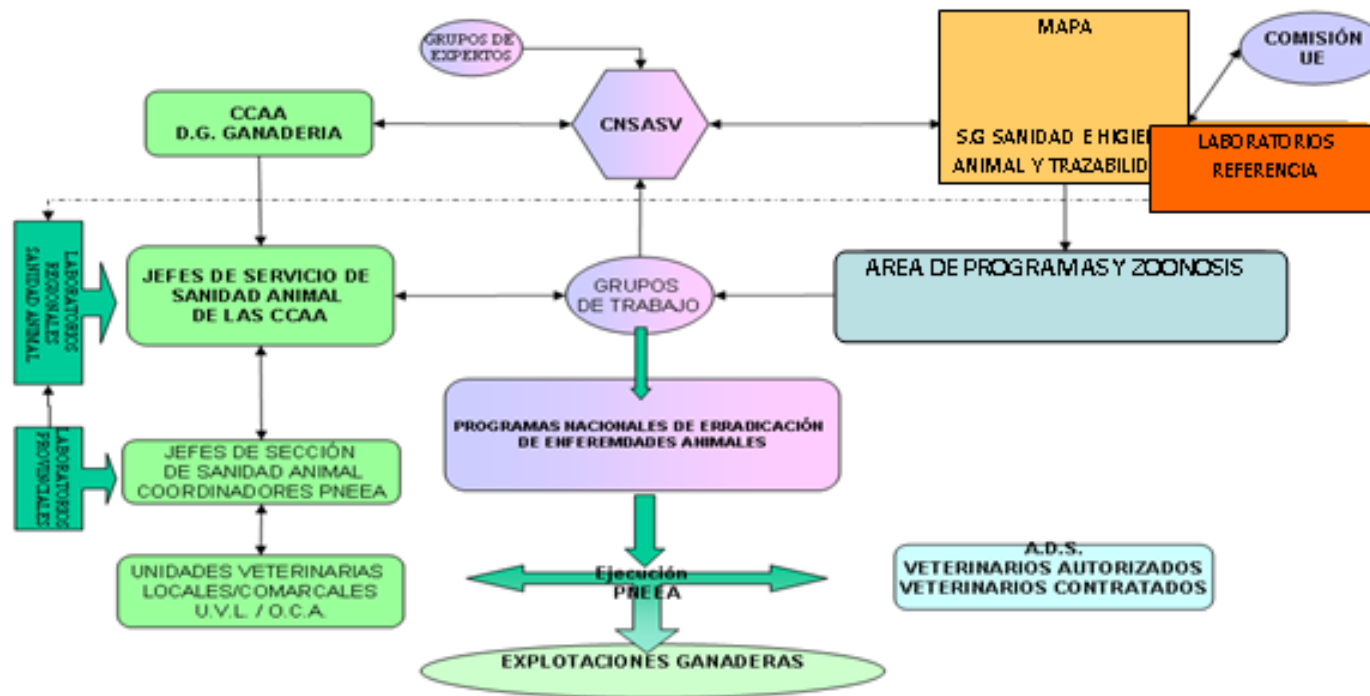 GRUPOS DE
EXPERTOS
MAPA
S.G SANIDAD E HIGIEN
ANIMAL Y TRAZABILID
COMISIÓN
UE
CCAA
D.G. GANADERIA
CNSASV
LABORATORIOS
REFERENCIA
LABORATORIOS
REGIONALES
SANIDAD ANIMAL
JEFES DE SERVICIO DE
SANIDAD ANIMAL
DE LAS CCAA
GRUPOS
DE TRABAJO
AREA DE PROGRAMAS Y ZOONOSIS
PROGRAMAS NACIONALES DE ERRADICACIÓN
DE ENFEREMDADES ANIMALES
LABORATORIOS
PROVINCIALES
JEFES DE SECCIÓN
DE SANIDAD ANIMAL
COORDINADORES PNEEA
UNIDADES VETERINARIAS
LOCALES/COMARCALES
U.V.L. / O.C.A.
Ejecución
PNEEA
A.D.S.
VETERINARIOS AUTORIZADOS
VETERINARIOS CONTRATADOS
EXPLOTACIONES GANADERAS